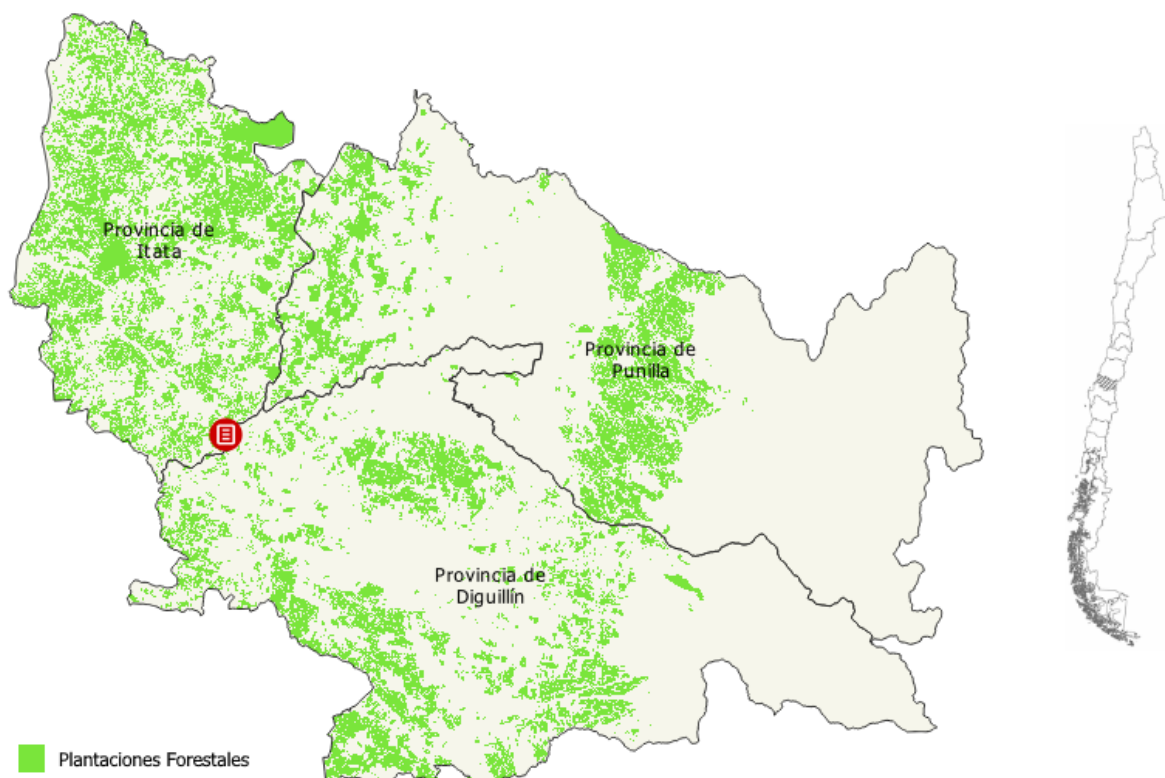 Provincia de
Itata
Provincia de
Punilla
Provincia de
Diguillín
Plantaciones Forestales